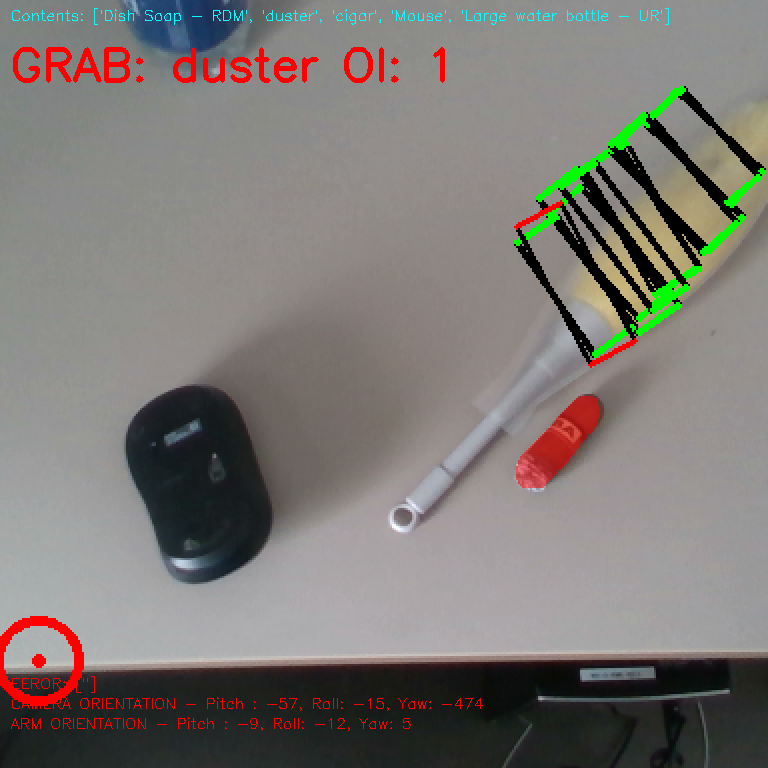 Contents: ['Dish Soap - RDM', 'duster', 'cigar', 'Mouse', 'Large water bottle - UR']
GRAB: duster OI: 1
EEROR: ['']
CAMERA ORIENTATION - Pitch : -57, Roll: -15, Yaw: -474
ARM ORIENTATION - Pitch : -9, Roll: -12, Yaw: 5